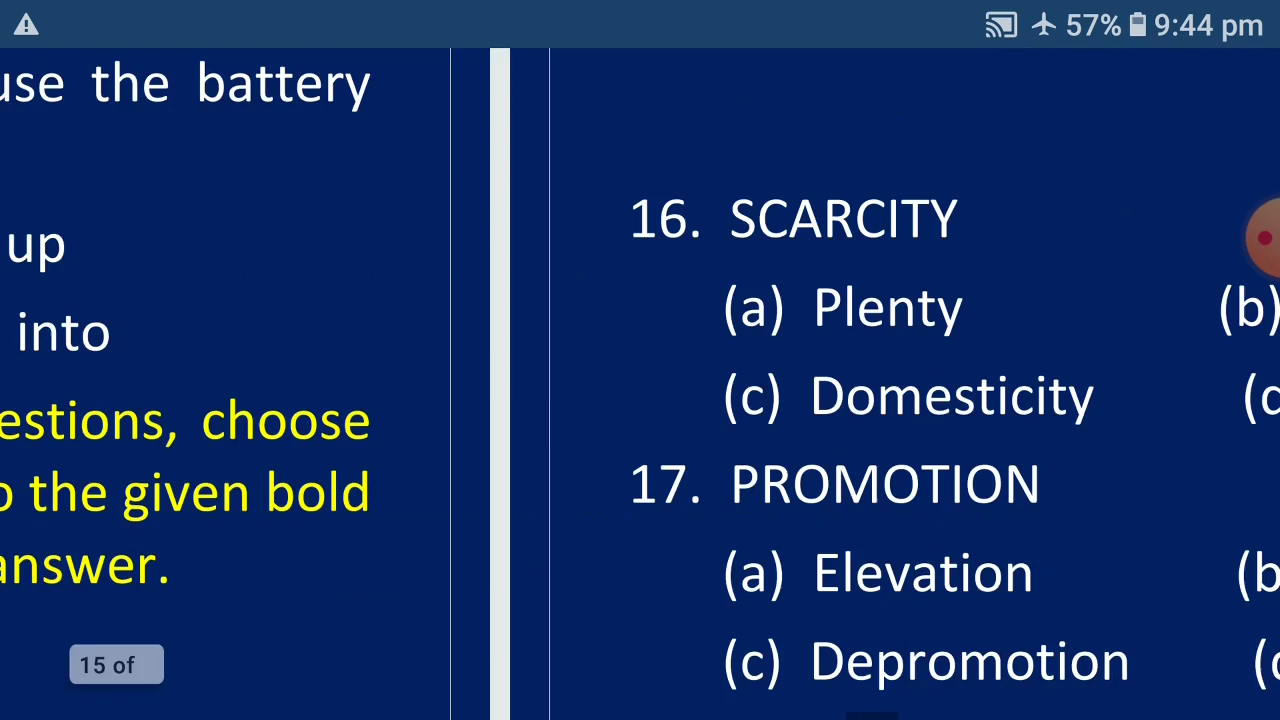 57% 9:44 pm
use the battery
up
into
estions, choose
o the given bold
answer.
15 of
16. SCARCITY
(a) Plenty (b)
(c) Domesticity (d
17. PROMOTION
(a) Elevation (b
(c) Depromotion (d